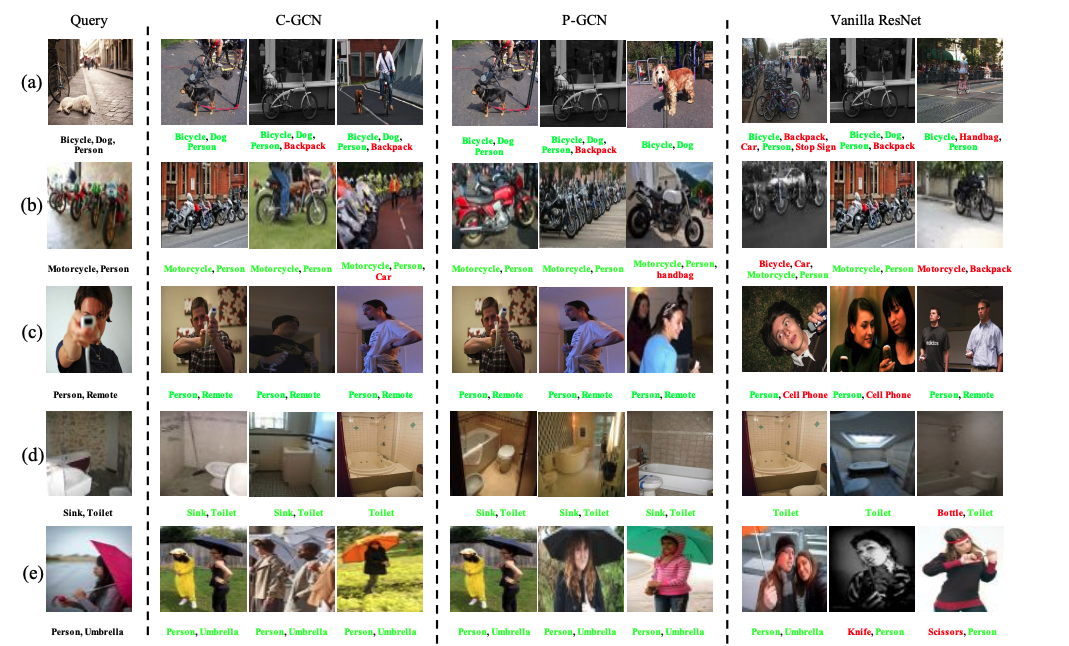 Query
C-GCN
P-GCN
Vanilla ResNet
(a)
Bicycle, Dog,
Person
Bicycle, Dog
Person
Bicycle, Dog,
Person, Backpack
Bicycle, Dog,
Person, Backpack
Bicycle, Dog
Person
Bicycle, Dog,
Person, Backpack
Bicycle, Dog
Bicycle, Backpack,
Car, Person, Stop Sign
Bicycle, Dog,
Person, Backpack
Bicycle, Handbag,
Person
(b)
Motorcycle, Person
Motorcycle, Person
Motorcycle, Person
Motorcycle, Person,
Car
Motorcycle, Person
Motorcycle, Person
Motorcycle, Person,
handbag
Bicycle, Car,
Motorcycle, Person
Motorcycle, Person
Motorcycle, Backpack
(c)
Person, Remote
Person, Remote
Person, Remote
Person, Remote
Person, Remote
Person, Remote
Person, Remote
Person, Cell Phone
Person, Cell Phone
Person, Remote
(d)
Sink, Toilet
Sink, Toilet
Sink, Toilet
Toilet
Sink, Toilet
Sink, Toilet
Sink, Toilet
Toilet
Toilet
Bottle, Toilet
(e)
Person, Umbrella
Person, Umbrella
Person, Umbrella
Person, Umbrella
Person, Umbrella
Person, Umbrella
Person, Umbrella
Person, Umbrella
Knife, Person
Scissors, Person